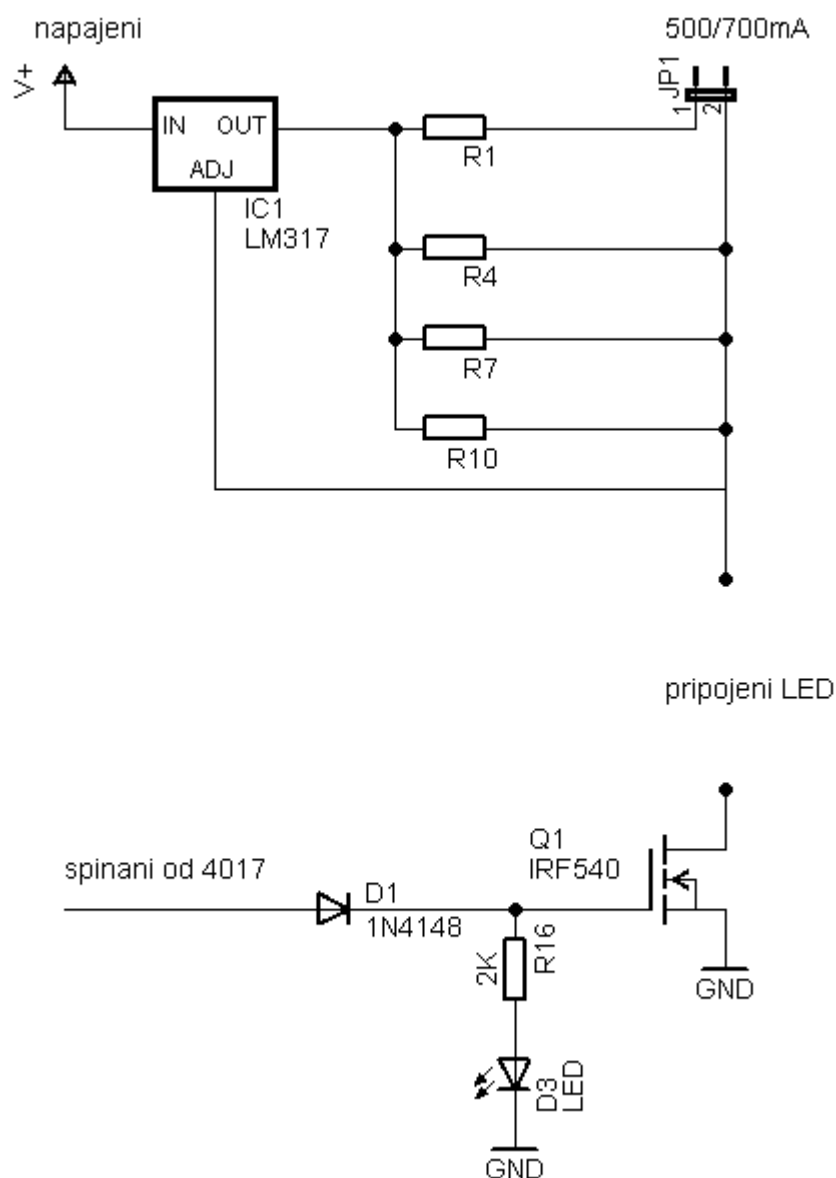 napajeni
500/700mA
V+
JP1
1
2
IN OUT
ADJ
IC1
LM317
R1
R4
R7
R10
pripojeni LED
Q1
IRF540
spinani od 4017
D1
1N4148
R16
2K
GND
D3
LED
GND